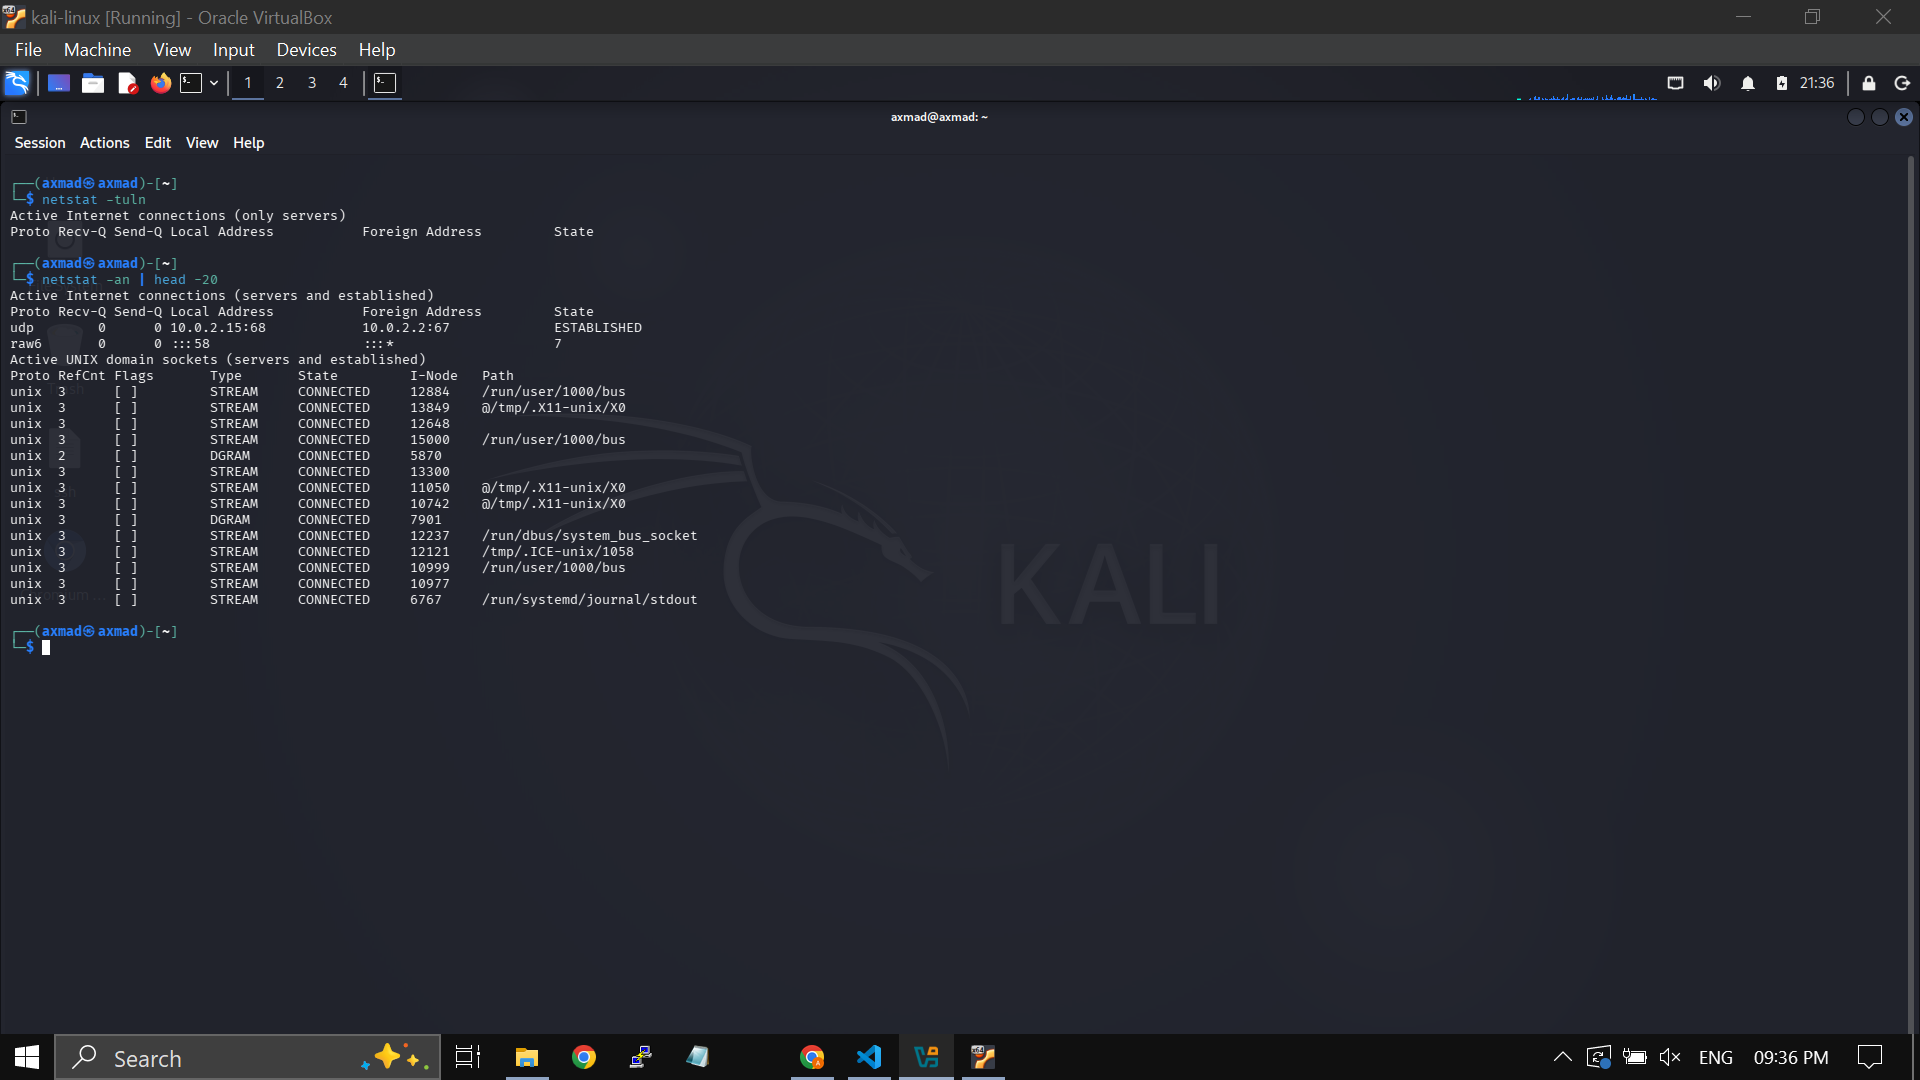 kali-linux [Running] - Oracle VirtualBox
File Machine View Input Devices Help
1 2 3 4 21:36
axmad@axmad: ~
Session Actions Edit View Help
┌──(axmad㉿axmad)-[~]
└─$ netstat -tuln
Active Internet connections (only servers)
Proto Recv-Q Send-Q Local Address           Foreign Address         State
┌──(axmad㉿axmad)-[~]
└─$ netstat -an | head -20
Active Internet connections (servers and established)
Proto Recv-Q Send-Q Local Address           Foreign Address         State
udp        0      0 10.0.2.15:68            10.0.2.2:67             ESTABLISHED
raw6       0      0 :::58                   :::*                    7
Active UNIX domain sockets (servers and established)
Proto RefCnt Flags       Type       State         I-Node   Path
unix  3      [ ]         STREAM     CONNECTED     12884    /run/user/1000/bus
unix  3      [ ]         STREAM     CONNECTED     13849    @/tmp/.X11-unix/X0
unix  3      [ ]         STREAM     CONNECTED     12648
unix  3      [ ]         STREAM     CONNECTED     15000    /run/user/1000/bus
unix  2      [ ]         DGRAM      CONNECTED     5870
unix  3      [ ]         STREAM     CONNECTED     13300
unix  3      [ ]         STREAM     CONNECTED     11050    @/tmp/.X11-unix/X0
unix  3      [ ]         STREAM     CONNECTED     10742    @/tmp/.X11-unix/X0
unix  3      [ ]         DGRAM      CONNECTED     7901
unix  3      [ ]         STREAM     CONNECTED     12237    /run/dbus/system_bus_socket
unix  3      [ ]         STREAM     CONNECTED     12121    /tmp/.ICE-unix/1058
unix  3      [ ]         STREAM     CONNECTED     10999    /run/user/1000/bus
unix  3      [ ]         STREAM     CONNECTED     10977
unix  3      [ ]         STREAM     CONNECTED     6767     /run/systemd/journal/stdout
┌──(axmad㉿axmad)-[~]
└─$
KALI
Search ENG 09:36 PM